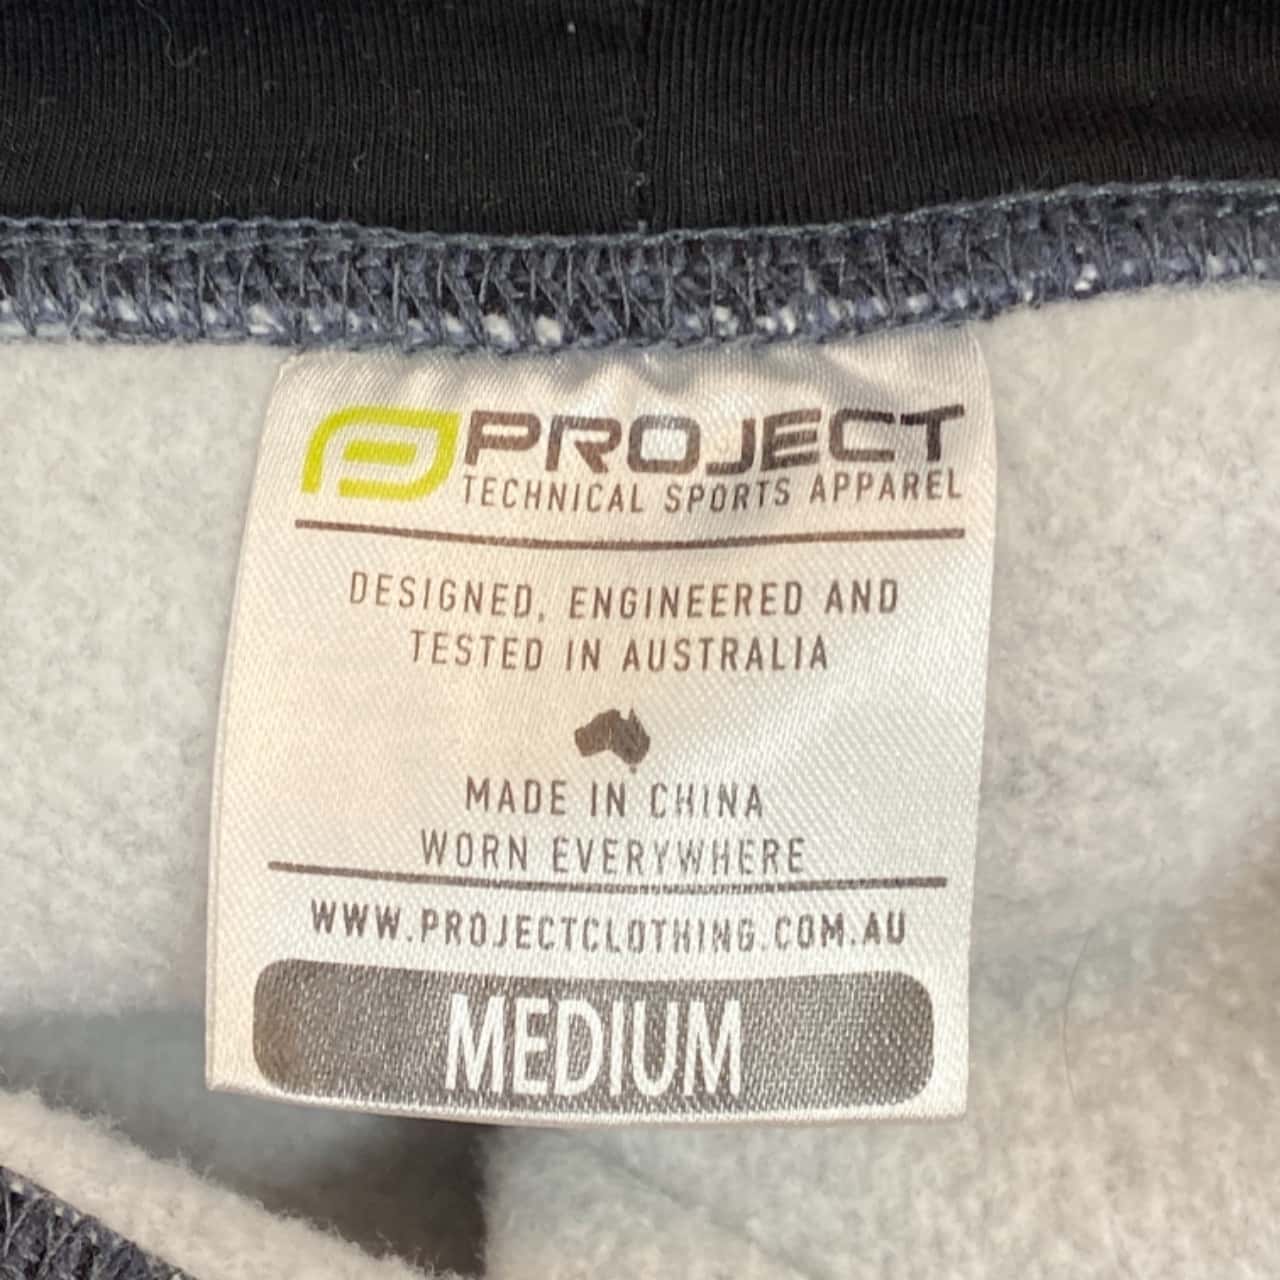 PROJECT
TECHNICAL SPORTS APPAREL
DESIGNED, ENGINEERED AND
TESTED IN AUSTRALIA
MADE IN CHINA
WORN EVERYWHERE
WWW.PROJECTCLOTHING.COM.AU
MEDIUM